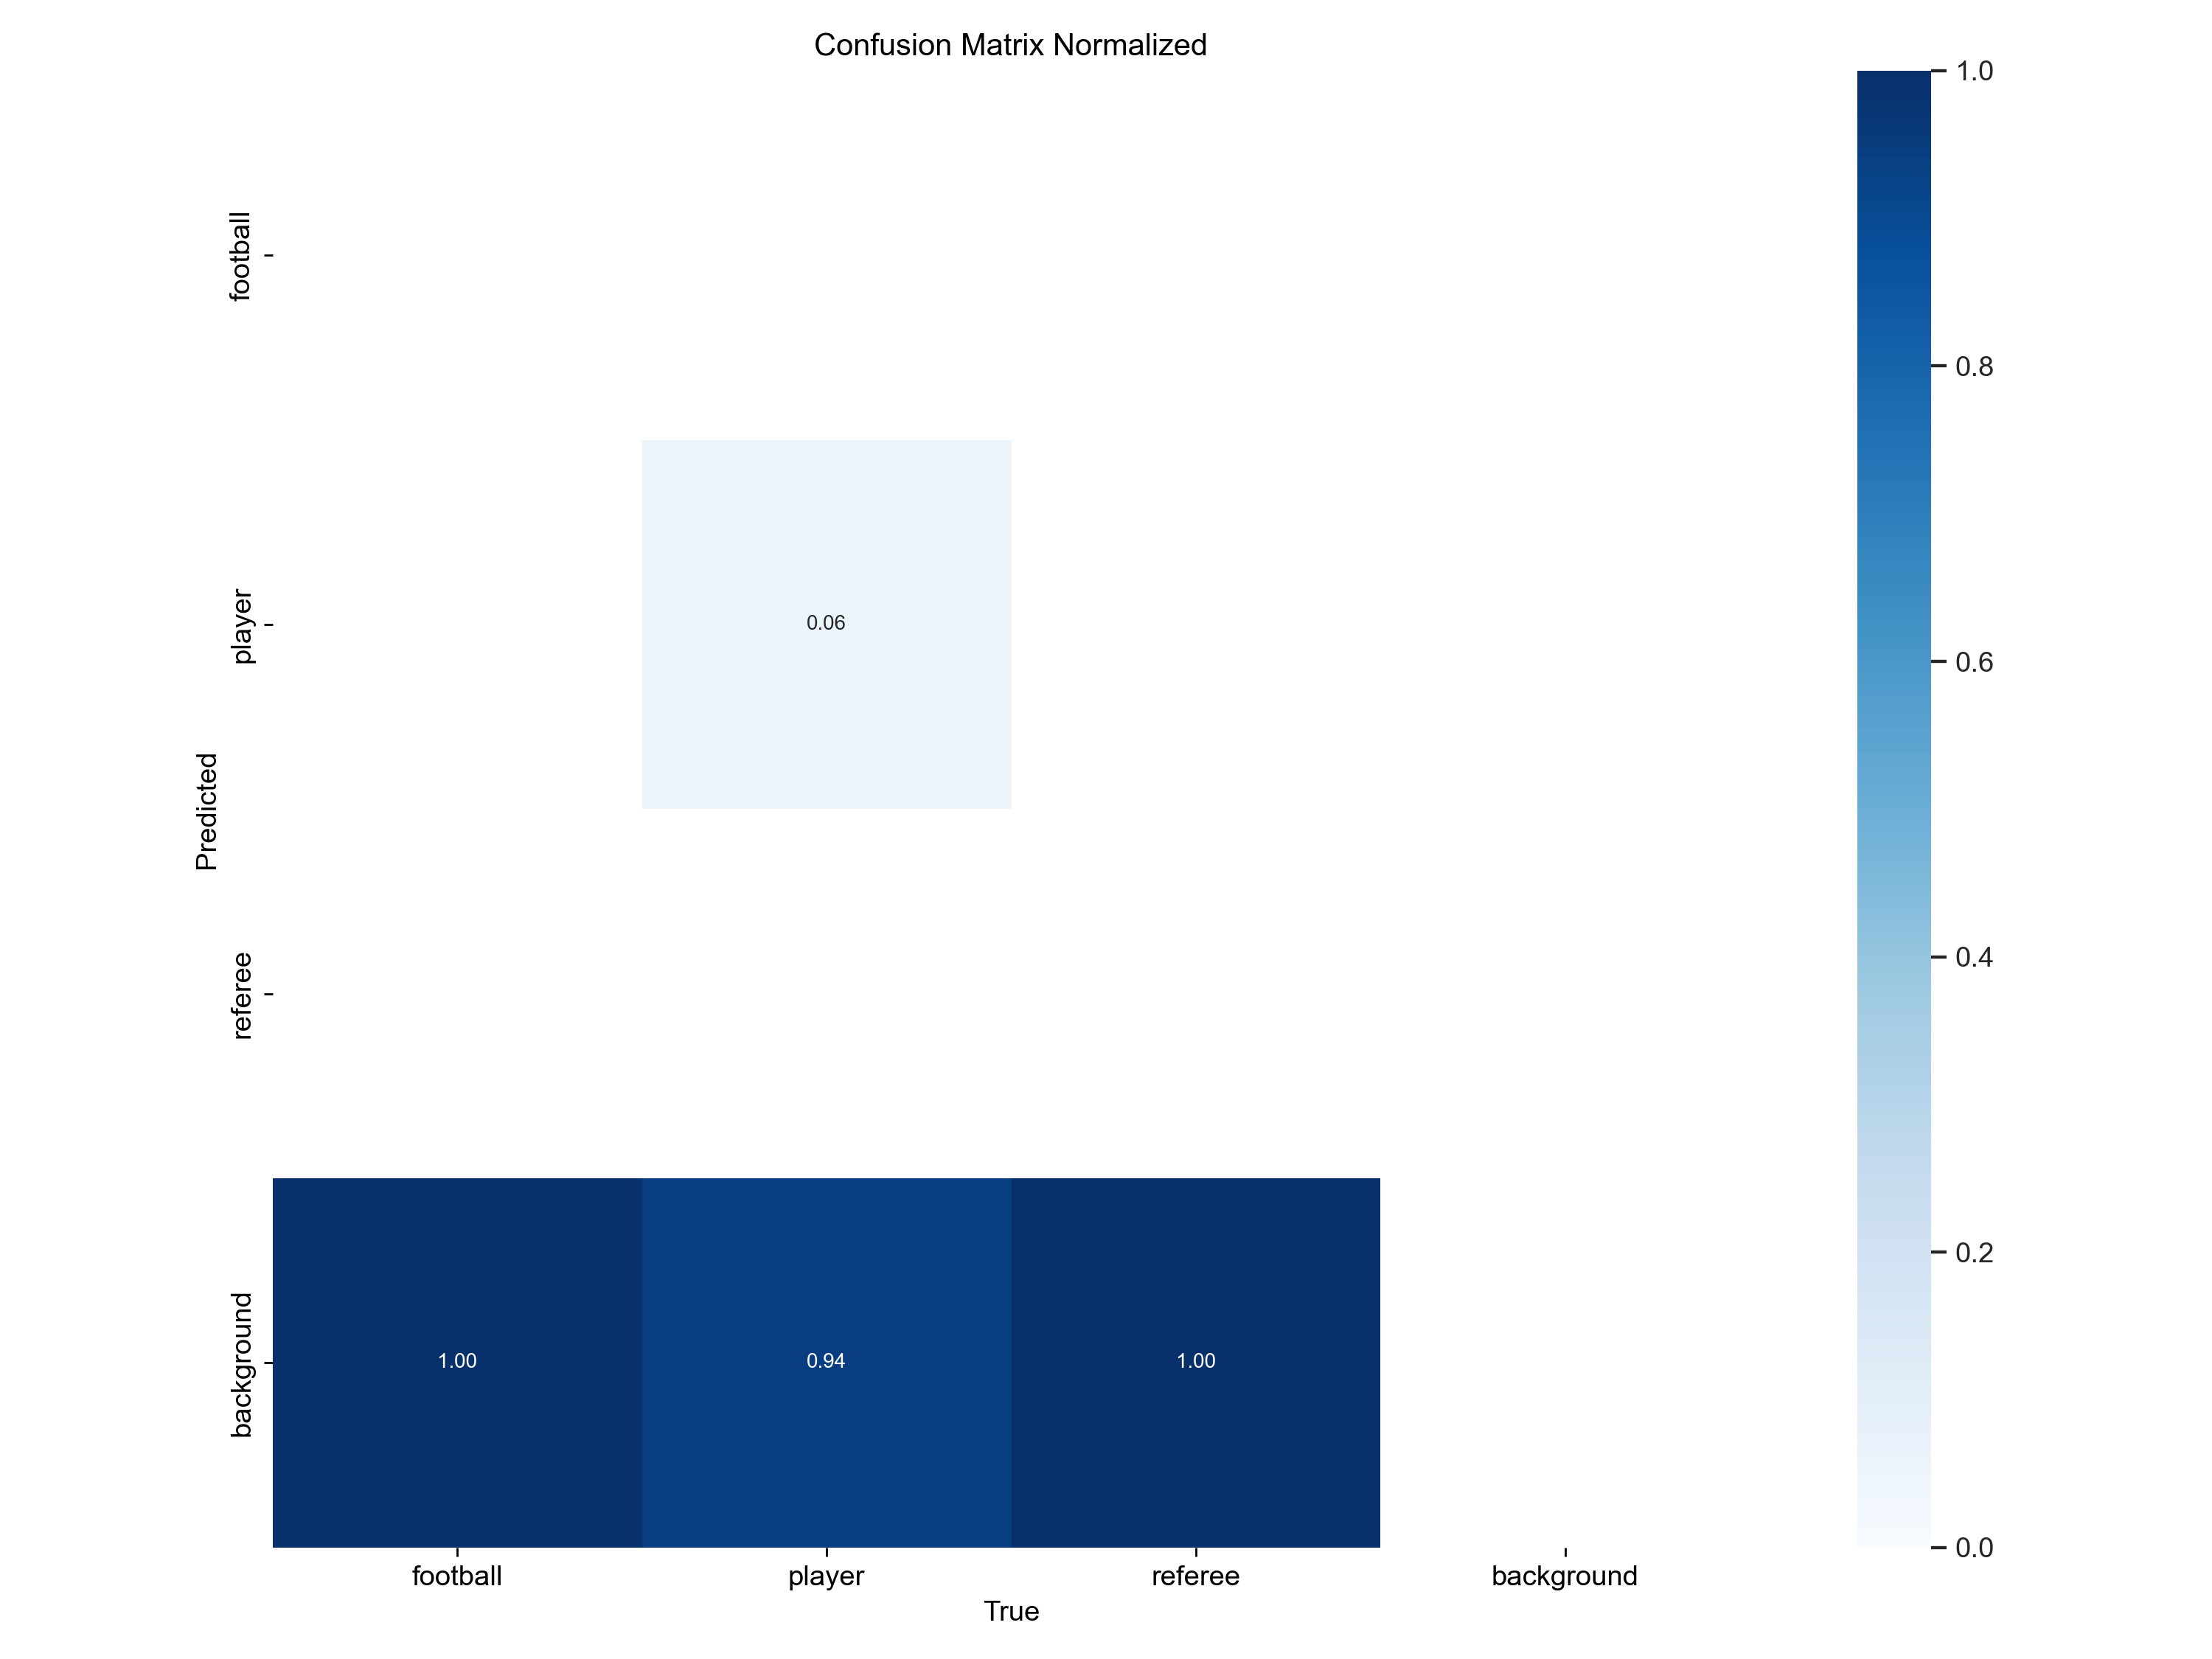 Confusion Matrix Normalized
football
player
referee
background
Predicted
0.06
1.00
0.94
1.00
football
player
referee
background
True
1.0
0.8
0.6
0.4
0.2
0.0